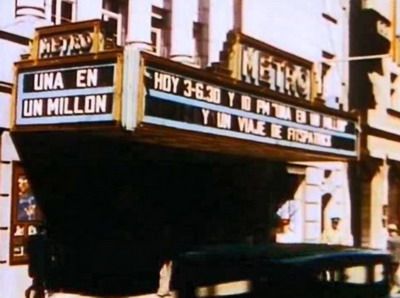 METRO
UNA EN
UN MILLON
METRO
HOY 3-6.30 Y 10 PM "UNA EN UN MILLON"
Y UN VIAJE DE FITZPATRICK